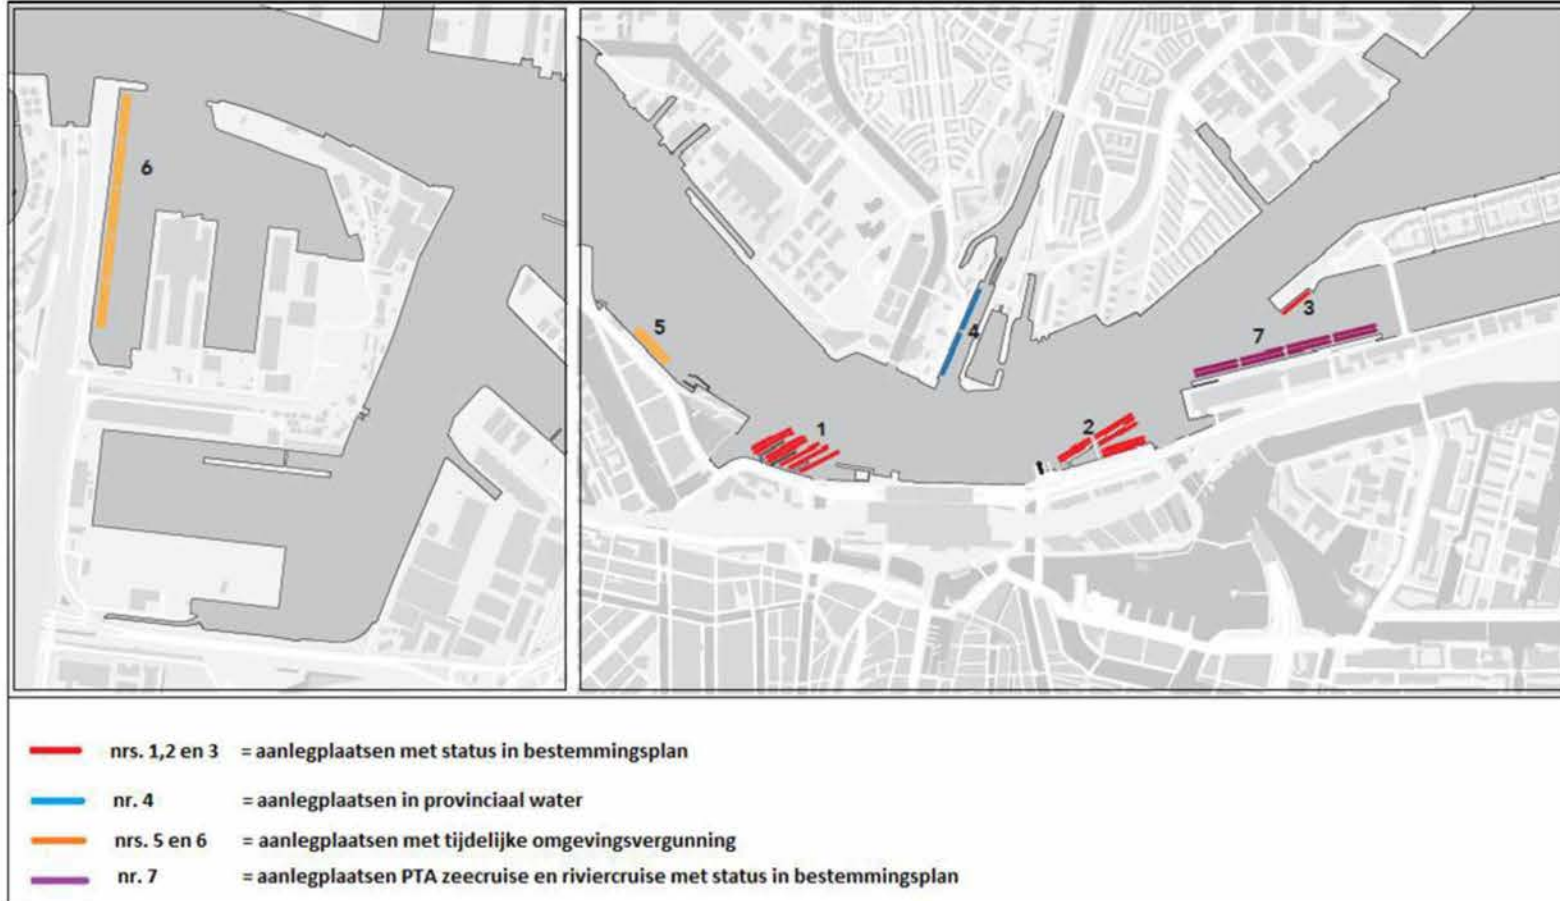 6
5
4
3
7
1
2
nrs. 1,2 en 3 = aanlegplaatsen met status in bestemmingsplan
nr. 4 = aanlegplaatsen in provinciaal water
nrs. 5 en 6 = aanlegplaatsen met tijdelijke omgevingsvergunning
nr. 7 = aanlegplaatsen PTA zeecruise en riviercruise met status in bestemmingsplan